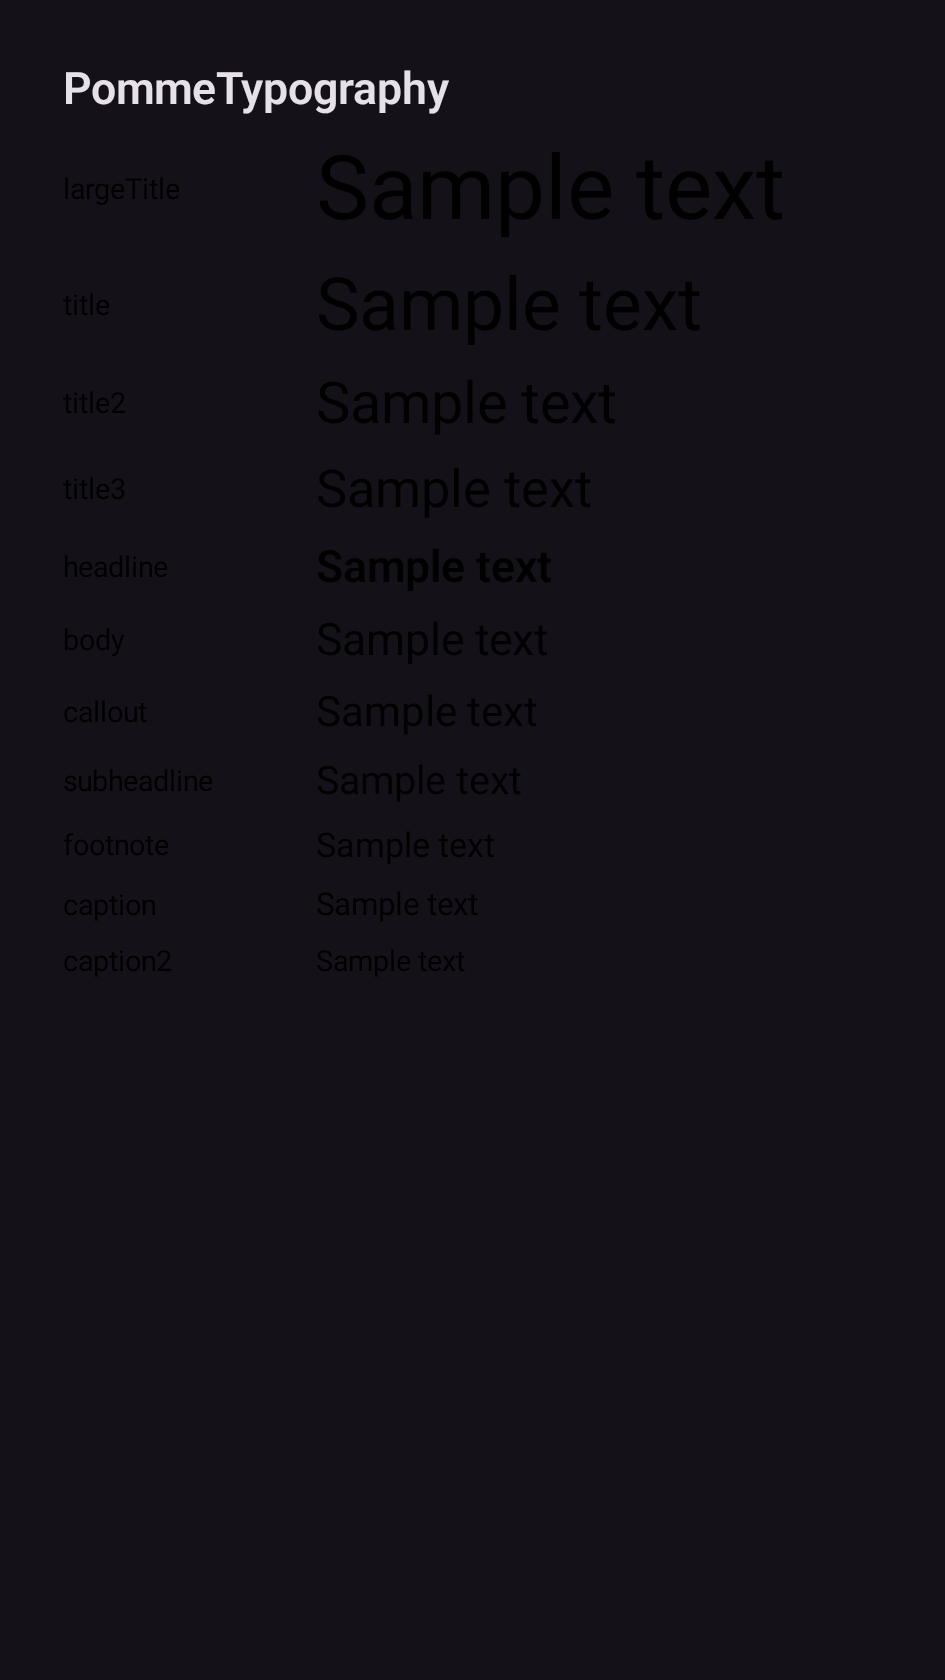 PommeTypography
largeTitle Sample text
title Sample text
title2 Sample text
title3 Sample text
headline Sample text
body Sample text
callout Sample text
subheadline Sample text
footnote Sample text
caption Sample text
caption2 Sample text